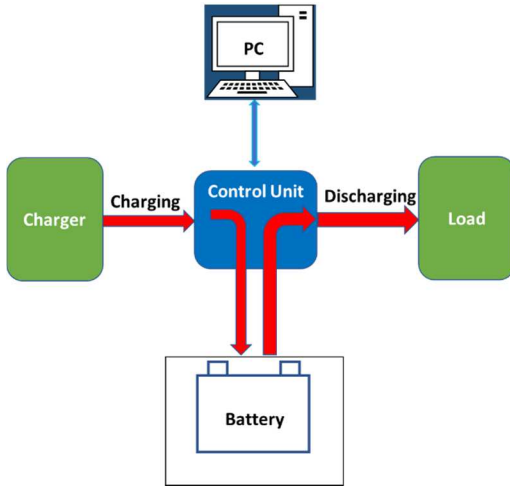 PC
Control Unit
Charging
Discharging
Charger
Load
Battery